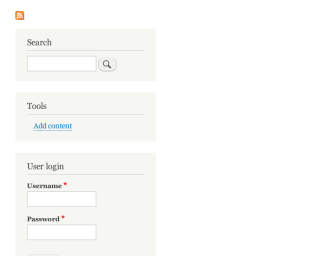 Search
Tools
Add content
User login
Username *
Password *